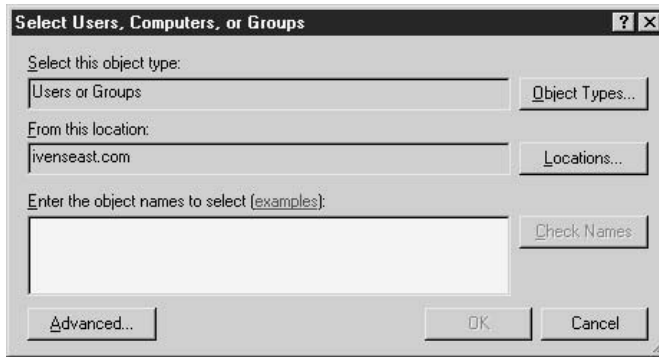 Select Users, Computers, or Groups
? ×
Select this object type:
Users or Groups
Object Types...
From this location:
ivenseast.com
Locations...
Enter the object names to select (examples):
Check Names
Advanced...
OK
Cancel